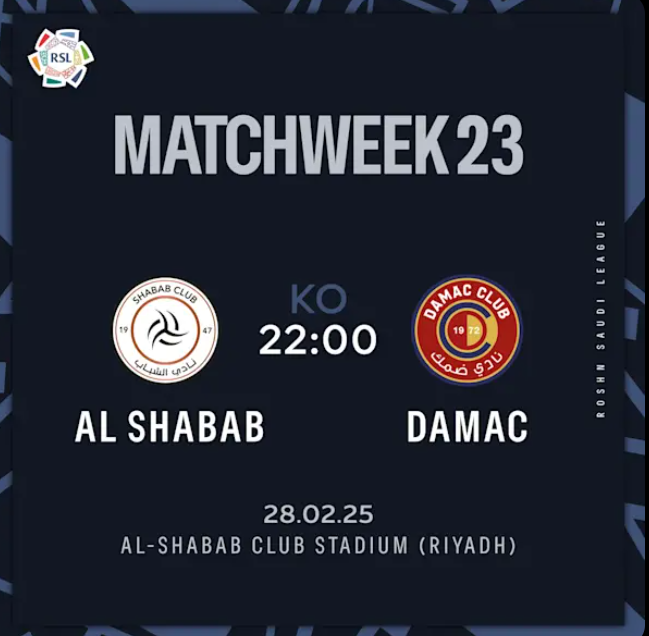 RSL
MATCHWEEK 23
ROSHN SAUDI LEAGUE
SHABAB CLUB
19 47
نادي الشباب
KO
22:00
DAMAC CLUB
19 72
نادي ضمك
AL SHABAB
DAMAC
28.02.25
AL-SHABAB CLUB STADIUM (RIYADH)